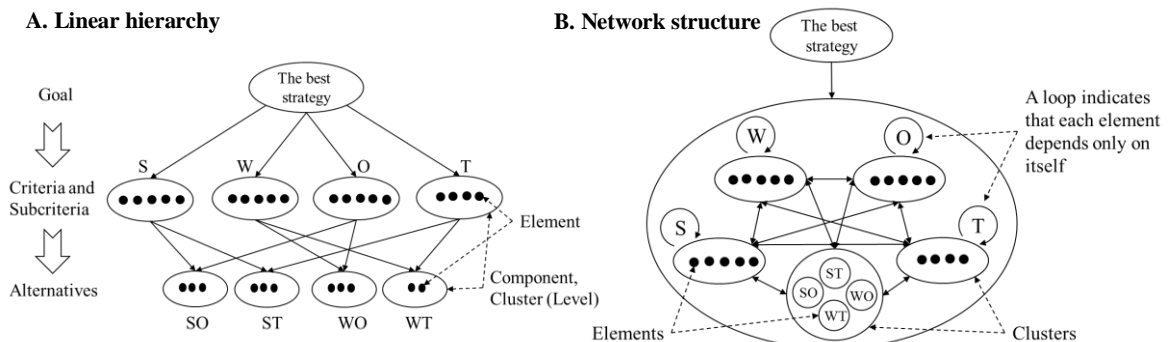 A. Linear hierarchy
The best
strategy
Goal
S
W
O
T
Criteria and
Subcriteria
Element
Alternatives
Component,
Cluster (Level)
SO
ST
WO
WT
B. Network structure
The best
strategy
A loop indicates
that each element
depends only on
itself
W
O
S
T
ST
SO
WO
WT
Elements
Clusters